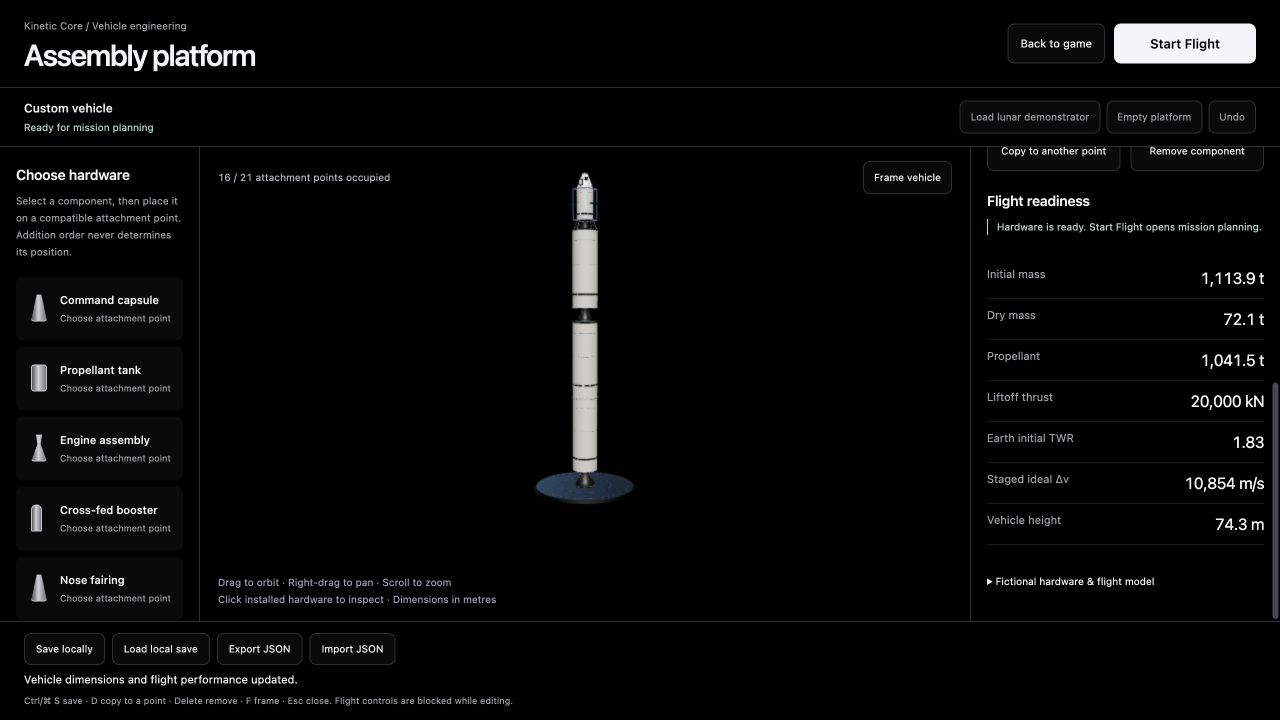 Kinetic Core / Vehicle engineering
Assembly platform
Back to game
Start Flight
Custom vehicle
Ready for mission planning
Load lunar demonstrator
Empty platform
Undo
Choose hardware
Select a component, then place it
on a compatible attachment point.
Addition order never determines
its position.
Command capsule
Choose attachment point
Propellant tank
Choose attachment point
Engine assembly
Choose attachment point
Cross-fed booster
Choose attachment point
Nose fairing
Choose attachment point
16 / 21 attachment points occupied
Frame vehicle
Drag to orbit · Right-drag to pan · Scroll to zoom
Click installed hardware to inspect · Dimensions in metres
Copy to another point
Remove component
Flight readiness
Hardware is ready. Start Flight opens mission planning.
Initial mass 1,113.9 t
Dry mass 72.1 t
Propellant 1,041.5 t
Liftoff thrust 20,000 kN
Earth initial TWR 1.83
Staged ideal Δv 10,854 m/s
Vehicle height 74.3 m
Fictional hardware & flight model
Save locally
Load local save
Export JSON
Import JSON
Vehicle dimensions and flight performance updated.
Ctrl/⌘ S save · D copy to a point · Delete remove · F frame · Esc close. Flight controls are blocked while editing.